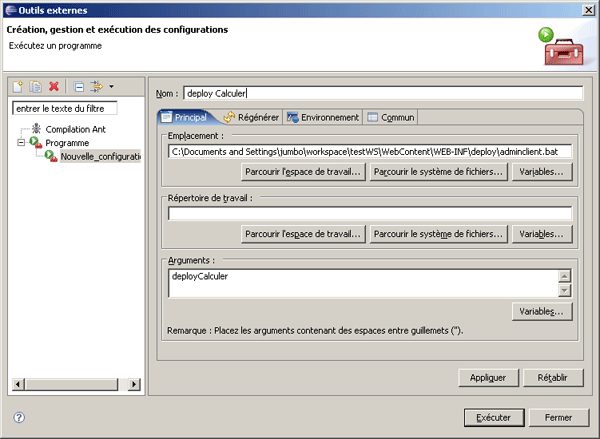 Outils externes
Création, gestion et exécution des configurations
Exécutez un programme
entrer le texte du filtre
Compilation Ant
Programme
Nouvelle_configuratio
Nom :
deploy Calculer
Principal
Régénérer
Environnement
Commun
Emplacement :
C:\Documents and Settings\jumbo\workspace\testWS\WebContent\WEB-INF\deploy\adminclient.bat
Parcourir l'espace de travail...
Parcourir le système de fichiers...
Variables...
Répertoire de travail :
Parcourir l'espace de travail...
Parcourir le système de fichiers...
Variables...
Arguments :
deployCalculer
Variables...
Remarque : Placez les arguments contenant des espaces entre guillemets (").
Appliquer
Rétablir
Exécuter
Fermer